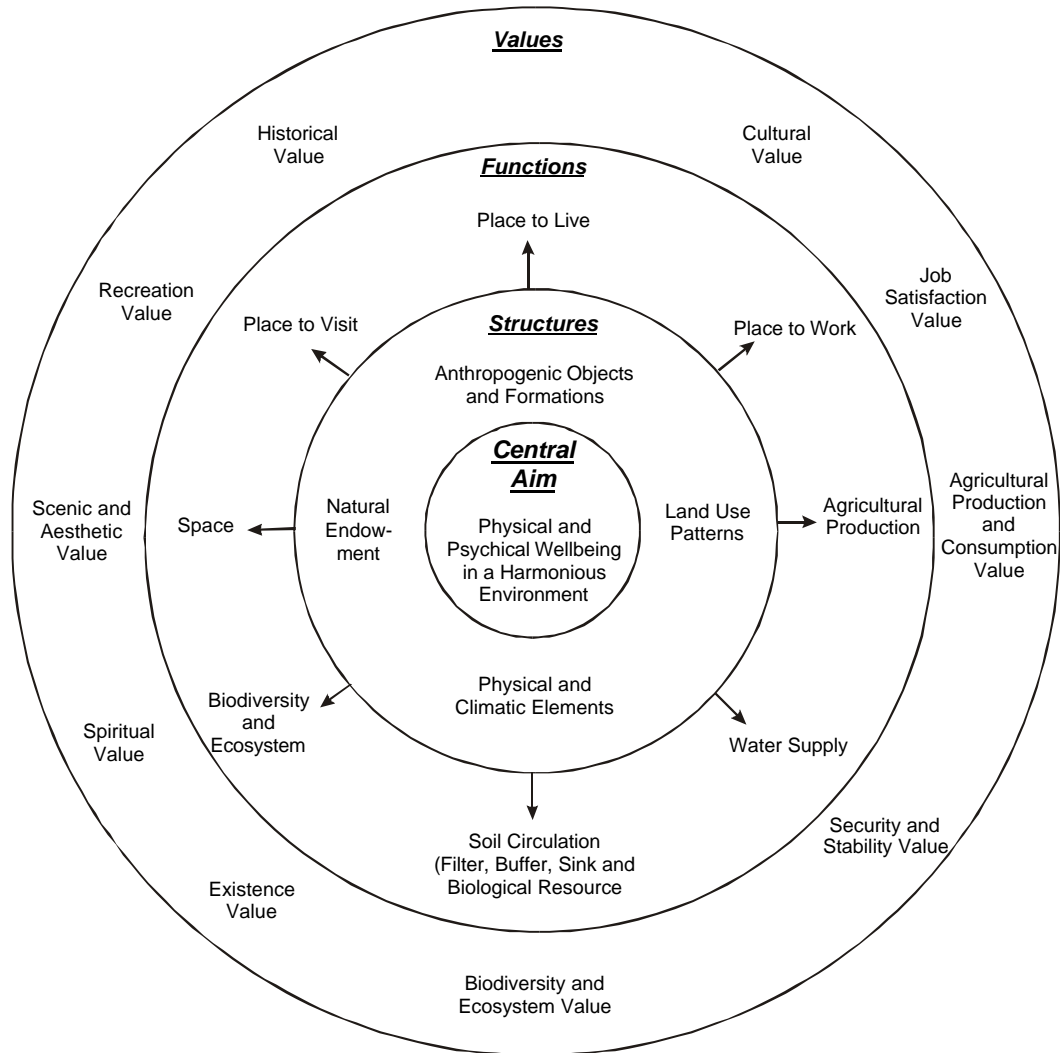 Values
Historical
Value
Cultural
Value
Functions
Place to Live
Recreation
Value
Job
Satisfaction
Value
Place to Visit
Place to Work
Structures
Anthropogenic Objects
and Formations
Central
Aim
Physical and
Psychical Wellbeing
in a Harmonious
Environment
Scenic and
Aesthetic
Value
Space
Natural
Endow-
ment
Land Use
Patterns
Agricultural
Production
Agricultural
Production
and
Consumption
Value
Physical and
Climatic Elements
Biodiversity
and
Ecosystem
Water Supply
Spiritual
Value
Soil Circulation
(Filter, Buffer, Sink and
Biological Resource
Security and
Stability Value
Existence
Value
Biodiversity and
Ecosystem Value